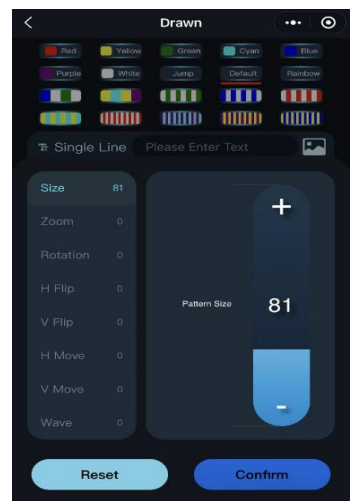 Drawn
Red Yellow Green Cyan Blue
Purple White Jump Default Rainbow
Tr Single Line Please Enter Text
Size 81
Zoom 0
Rotation 0
H Flip 0
V Flip 0
H Move 0
V Move 0
Wave 0
+
Pattern Size 81
-
Reset Confirm